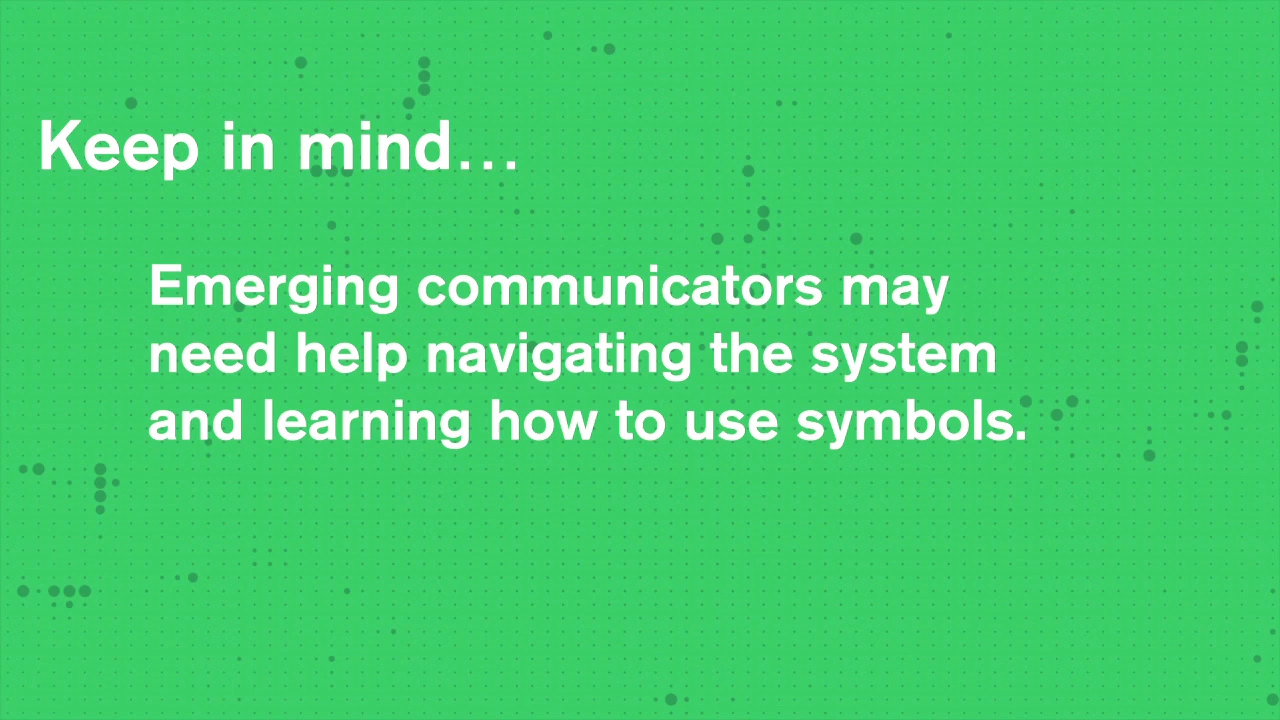 Keep in mind...
Emerging communicators may
need help navigating the system
and learning how to use symbols.